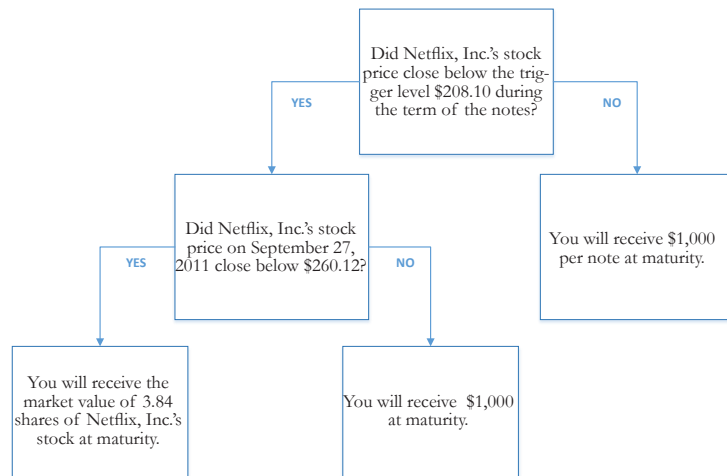 Did Netflix, Inc.'s stock
price close below the trig-
ger level $208.10 during
the term of the notes?
YES
NO
Did Netflix, Inc.'s stock
price on September 27,
2011 close below $260.12?
You will receive $1,000
per note at maturity.
YES
NO
You will receive the
market value of 3.84
shares of Netflix, Inc.'s
stock at maturity.
You will receive $1,000
at maturity.